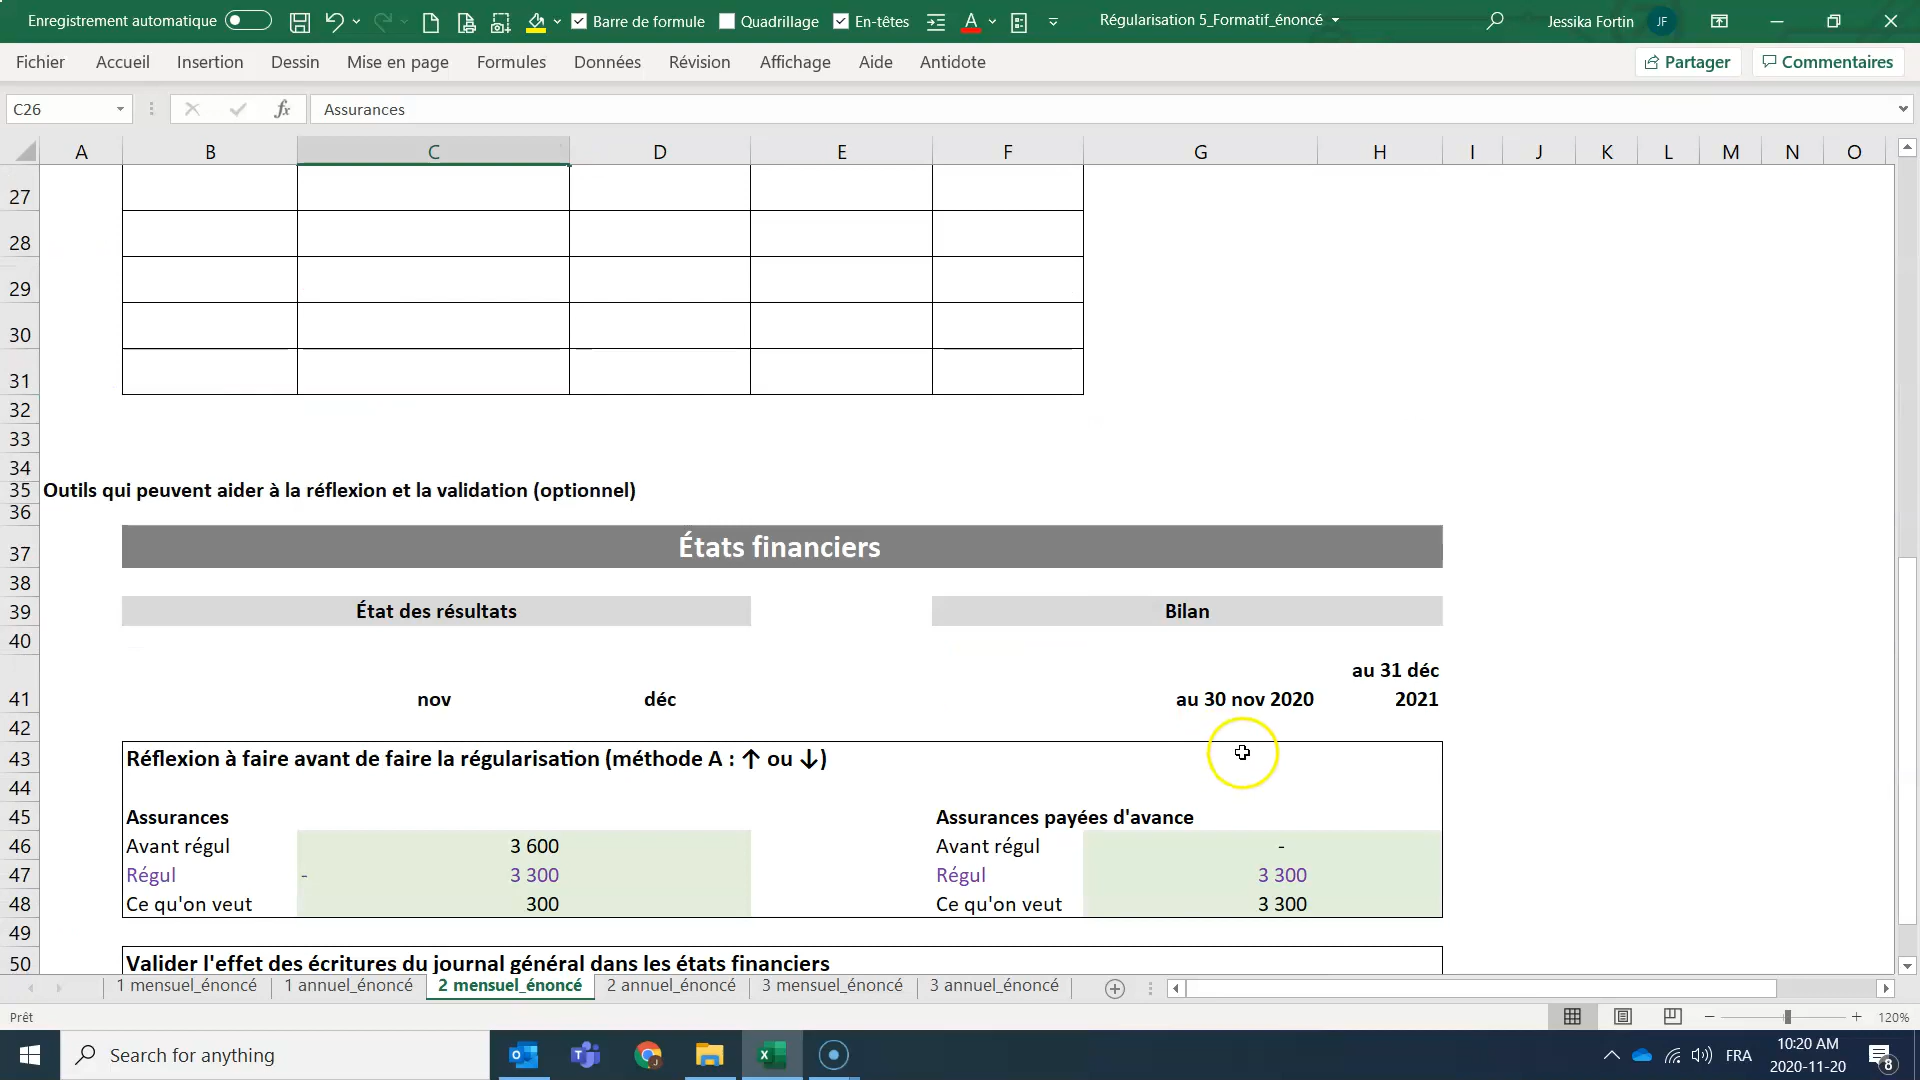 Enregistrement automatique Barre de formule Quadrillage En-têtes A Régularisation 5_Formatif_énoncé Jessika Fortin JF
Fichier Accueil Insertion Dessin Mise en page Formules Données Révision Affichage Aide Antidote Partager Commentaires
C26 fx Assurances
A B C D E F G H I J K L M N O
27
28
29
30
31
32
33
34
35 Outils qui peuvent aider à la réflexion et la validation (optionnel)
36
37 États financiers
38
39 État des résultats Bilan
40
au 31 déc
41 nov déc au 30 nov 2020 2021
42
43 Réflexion à faire avant de faire la régularisation (méthode A : ↑ ou ↓)
44
45 Assurances Assurances payées d'avance
46 Avant régul 3 600 Avant régul -
47 Régul - 3 300 Régul 3 300
48 Ce qu'on veut 300 Ce qu'on veut 3 300
49
50 Valider l'effet des écritures du journal général dans les états financiers
1 mensuel_énoncé 1 annuel_énoncé 2 mensuel_énoncé 2 annuel_énoncé 3 mensuel_énoncé 3 annuel_énoncé
Prêt 120%
Search for anything FRA 10:20 AM
2020-11-20 8